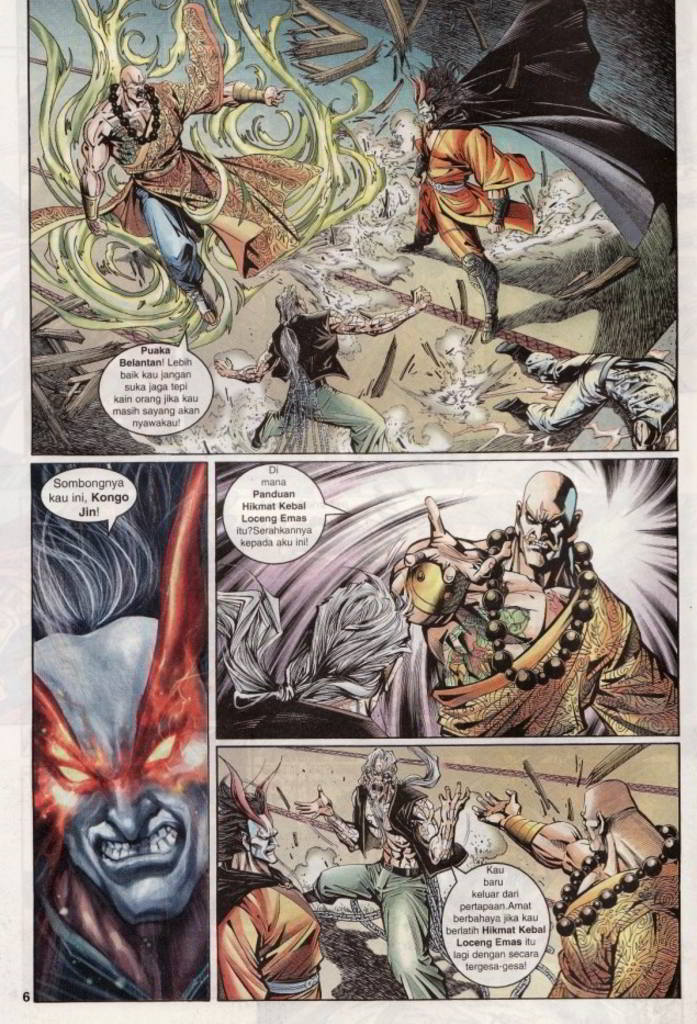 Puaka
Belantan! Lebih
baik kau jangan
suka jaga tepi
kain orang jika kau
masih sayang akan
nyawakau!
Sombongnya
kau ini, Kongo
Jin!
Di
mana
Panduan
Hikmat Kebal
Loceng Emas
itu?Serahkannya
kepada aku ini!
Kau
baru
keluar dari
pertapaan.Amat
berbahaya jika kau
berlatih Hikmat Kebal
Loceng Emas itu
lagi dengan secara
tergesa-gesa!
6